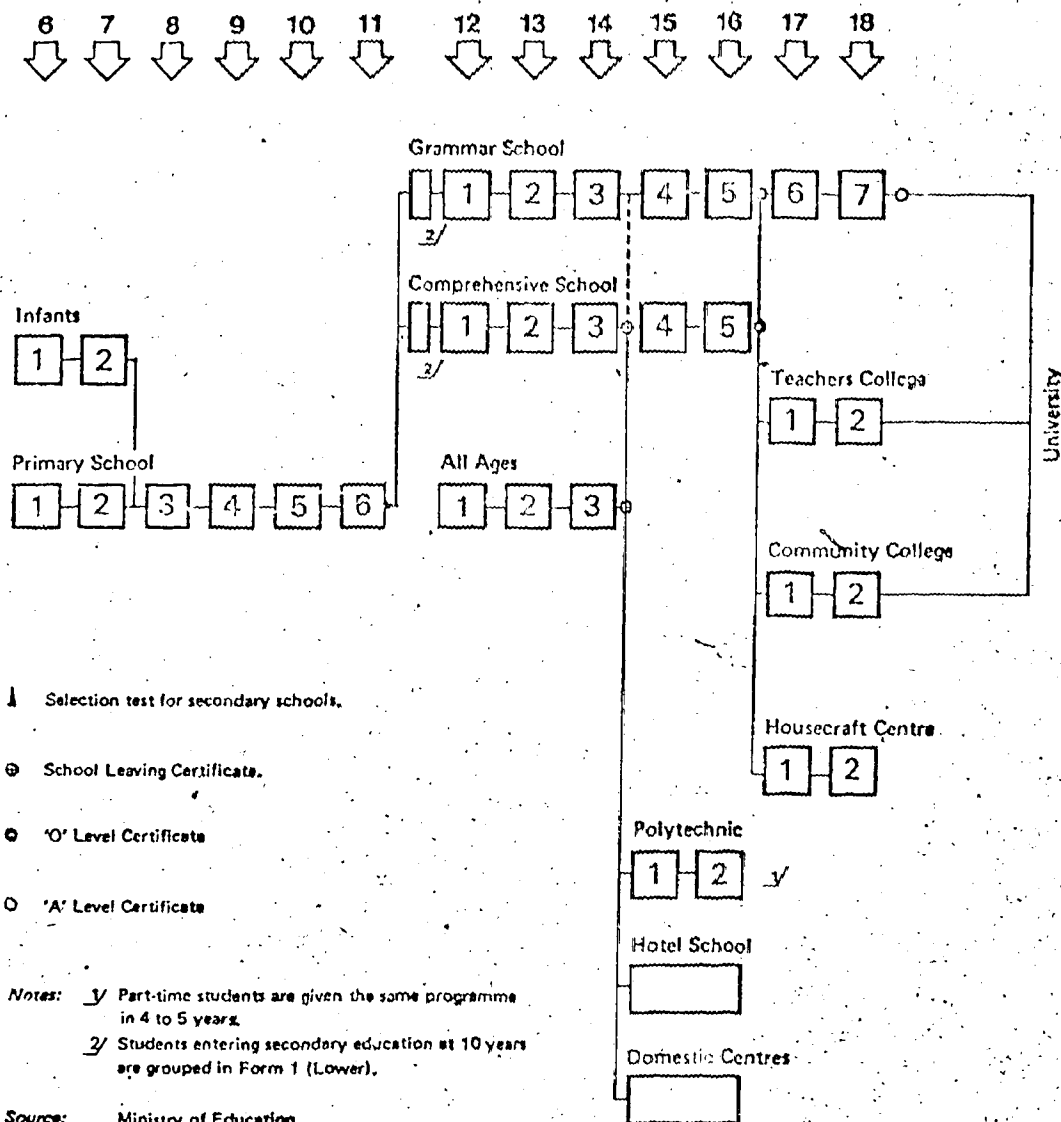 6 7 8 9 10 11 12 13 14 15 16 17 18
Grammar School
1 2 3 4 5 6 7
2/
Comprehensive School
1 2 3 4 5
2/
Infants
1 2
Teachers College
1 2
University
Primary School
1 2 3 4 5 6
All Ages
1 2 3
Community College
1 2
Housecraft Centre
1 2
Selection test for secondary schools.
School Leaving Certificate.
'O' Level Certificate
'A' Level Certificate
Polytechnic
1 2 1/
Hotel School
Domestic Centres
Notes: 1/ Part-time students are given the same programme
in 4 to 5 years.
2/ Students entering secondary education at 10 years
are grouped in Form 1 (Lower).
Source: Ministry of Education